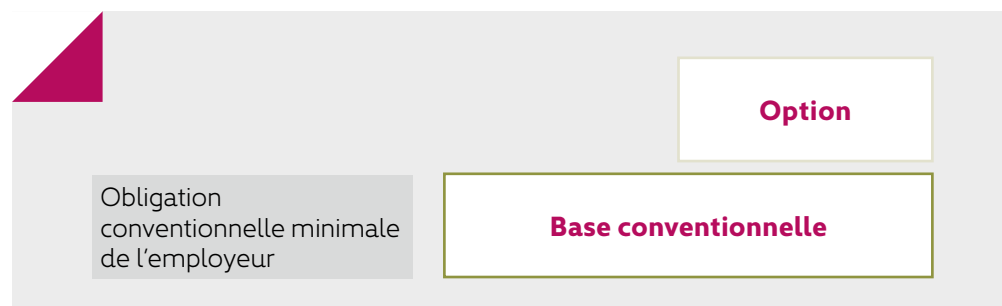 Option
Obligation
conventionnelle minimale
de l’employeur
Base conventionnelle